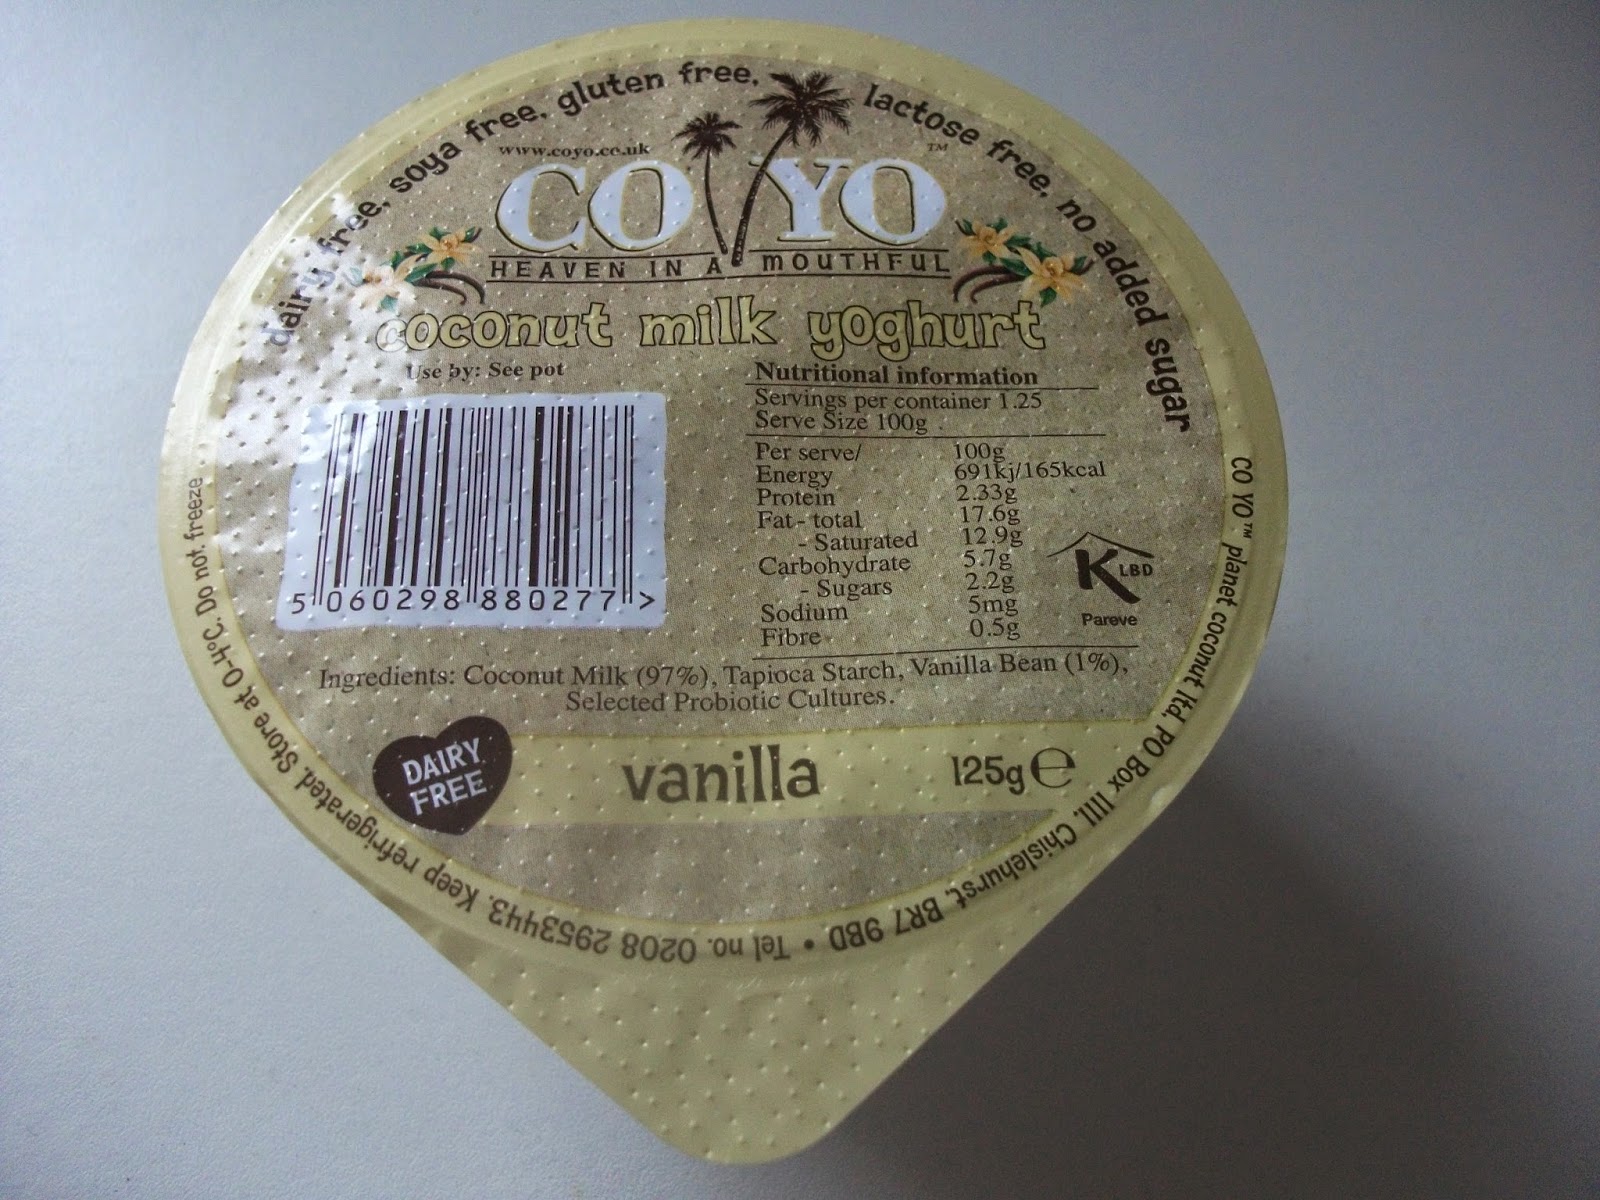 dairy free, soya free, gluten free, lactose free, no added sugar
www.coyo.co.uk
CO YO ™
HEAVEN IN A MOUTHFUL
coconut milk yoghurt
Use by: See pot
5 060298 880277 >
Nutritional information
Servings per container 1.25
Serve Size 100g
Per serve/ 100g
Energy 691kj/165kcal
Protein 2.33g
Fat - total 17.6g
- Saturated 12.9g
Carbohydrate 5.7g
- Sugars 2.2g
Sodium 5mg
Fibre 0.5g
K LBD
Pareve
Ingredients: Coconut Milk (97%), Tapioca Starch, Vanilla Bean (1%),
Selected Probiotic Cultures.
DAIRY
FREE
vanilla
125g ℮
CO YO™ planet coconut ltd, PO Box 1111, Chislehurst, BR7 9BD • Tel no. 0208 2953443. Keep refrigerated. Store at 0-4°C. Do not freeze